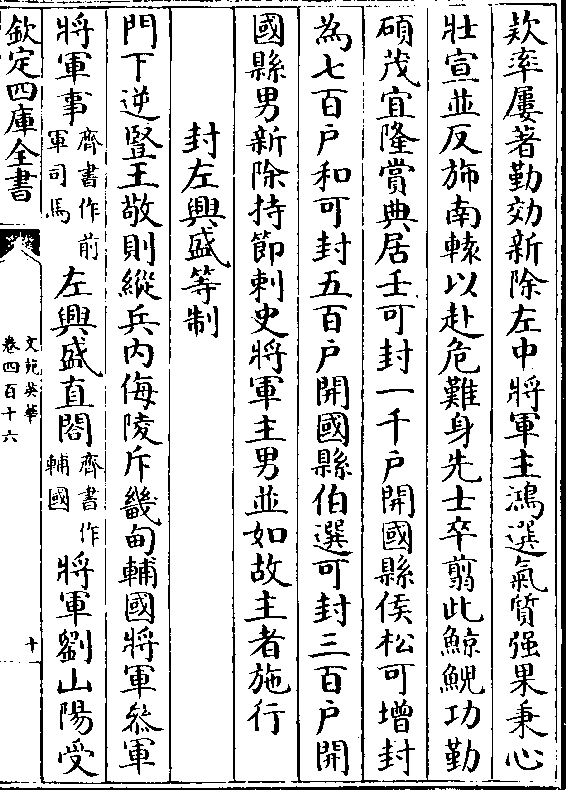 欵率屢著勤効新除左中將軍主鴻選氣質强果秉心
壯宣並反斾南轅以赴危難身先士卒翦此鯨鯢功勤
碩茂宜隆賞典居壬可封一千户開國縣侯松可增封
為七百户和可封五百户開國縣伯選可封三百户開
國縣男新除持節刺史將軍主男並如故主者施行
封左興盛等制
門下逆豎王敬則縱兵内侮陵斥畿甸輔國將軍叅軍
將軍事齊書作前軍司馬左興盛直閤齊書作輔國將軍劉山陽受
欽定四庫全書
文苑英華
卷四百十六
十